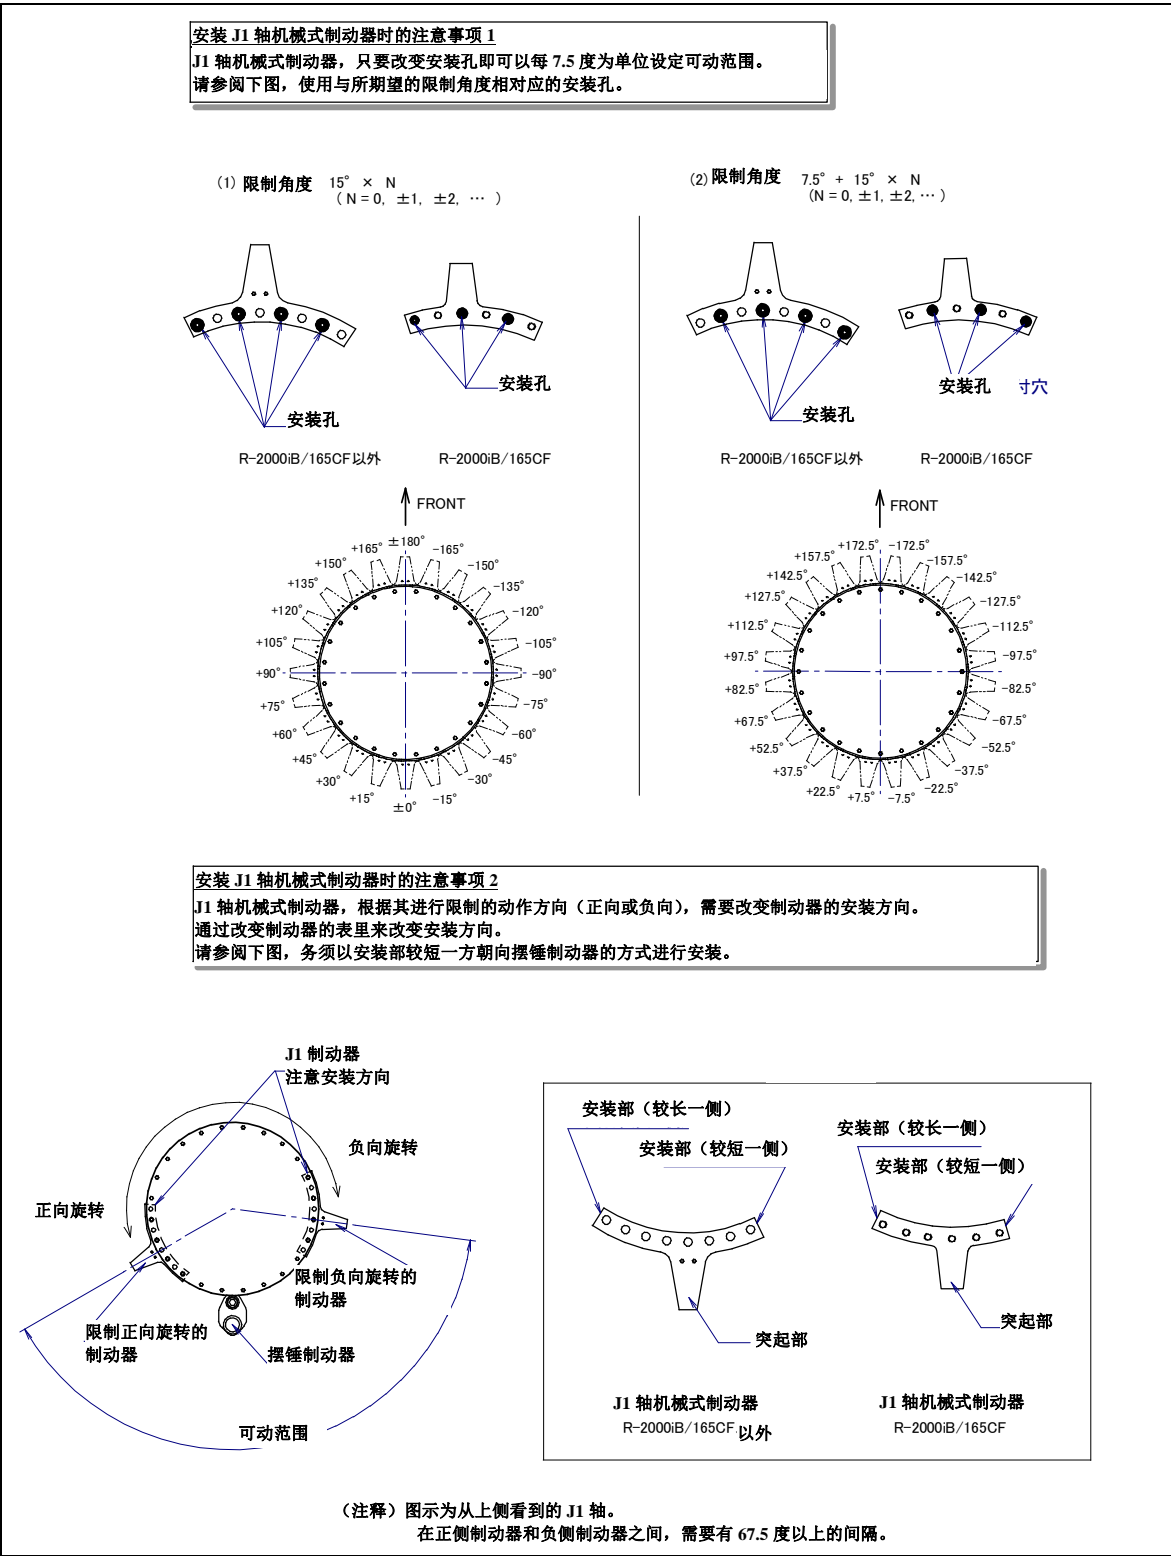 安装 J1 轴机械式制动器时的注意事项 1
J1 轴机械式制动器，只要改变安装孔即可以每 7.5 度为单位设定可动范围。
请参阅下图，使用与所期望的限制角度相对应的安装孔。
(1) 限制角度 15° × N
( N = 0, ±1, ±2, … )
安装孔
安装孔
R-2000iB/165CF以外
R-2000iB/165CF
FRONT
±180°
+165°
-165°
+150°
-150°
+135°
-135°
+120°
-120°
+105°
-105°
+90°
-90°
+75°
-75°
+60°
-60°
+45°
-45°
+30°
-30°
+15°
-15°
±0°
(2) 限制角度 7.5° + 15° × N
(N = 0, ±1, ±2, … )
安装孔
安装孔 寸穴
R-2000iB/165CF以外
R-2000iB/165CF
FRONT
+172.5°
-172.5°
+157.5°
-157.5°
+142.5°
-142.5°
+127.5°
-127.5°
+112.5°
-112.5°
+97.5°
-97.5°
+82.5°
-82.5°
+67.5°
-67.5°
+52.5°
-52.5°
+37.5°
-37.5°
+22.5°
-22.5°
+7.5°
-7.5°
安装 J1 轴机械式制动器时的注意事项 2
J1 轴机械式制动器，根据其进行限制的动作方向（正向或负向），需要改变制动器的安装方向。
通过改变制动器的表里来改变安装方向。
请参阅下图，务须以安装部较短一方朝向摆锤制动器的方式进行安装。
J1 制动器
注意安装方向
负向旋转
正向旋转
限制负向旋转的
制动器
限制正向旋转的
制动器
摆锤制动器
可动范围
安装部（较长一侧）
安装部（较短一侧）
突起部
J1 轴机械式制动器
R-2000iB/165CF 以外
安装部（较长一侧）
安装部（较短一侧）
突起部
J1 轴机械式制动器
R-2000iB/165CF
（注释）图示为从上侧看到的 J1 轴。
在正侧制动器和负侧制动器之间，需要有 67.5 度以上的间隔。